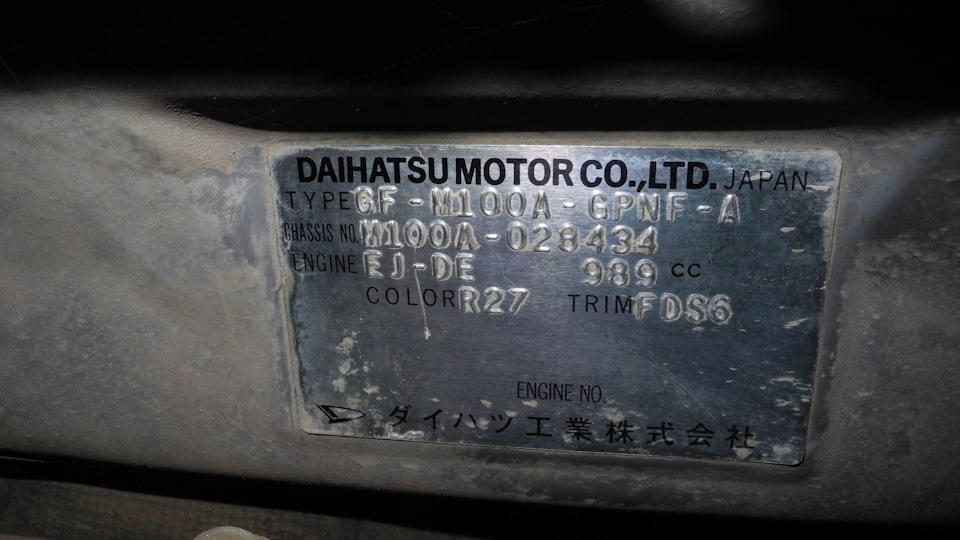 DAIHATSU MOTOR CO.,LTD. JAPAN
TYPE GF-M100A-GPNF-A
CHASSIS NO. M100A-028434
ENGINE EJ-DE 989 CC
COLOR R27 TRIM FDS6
ENGINE NO.
ダイハツ工業株式会社